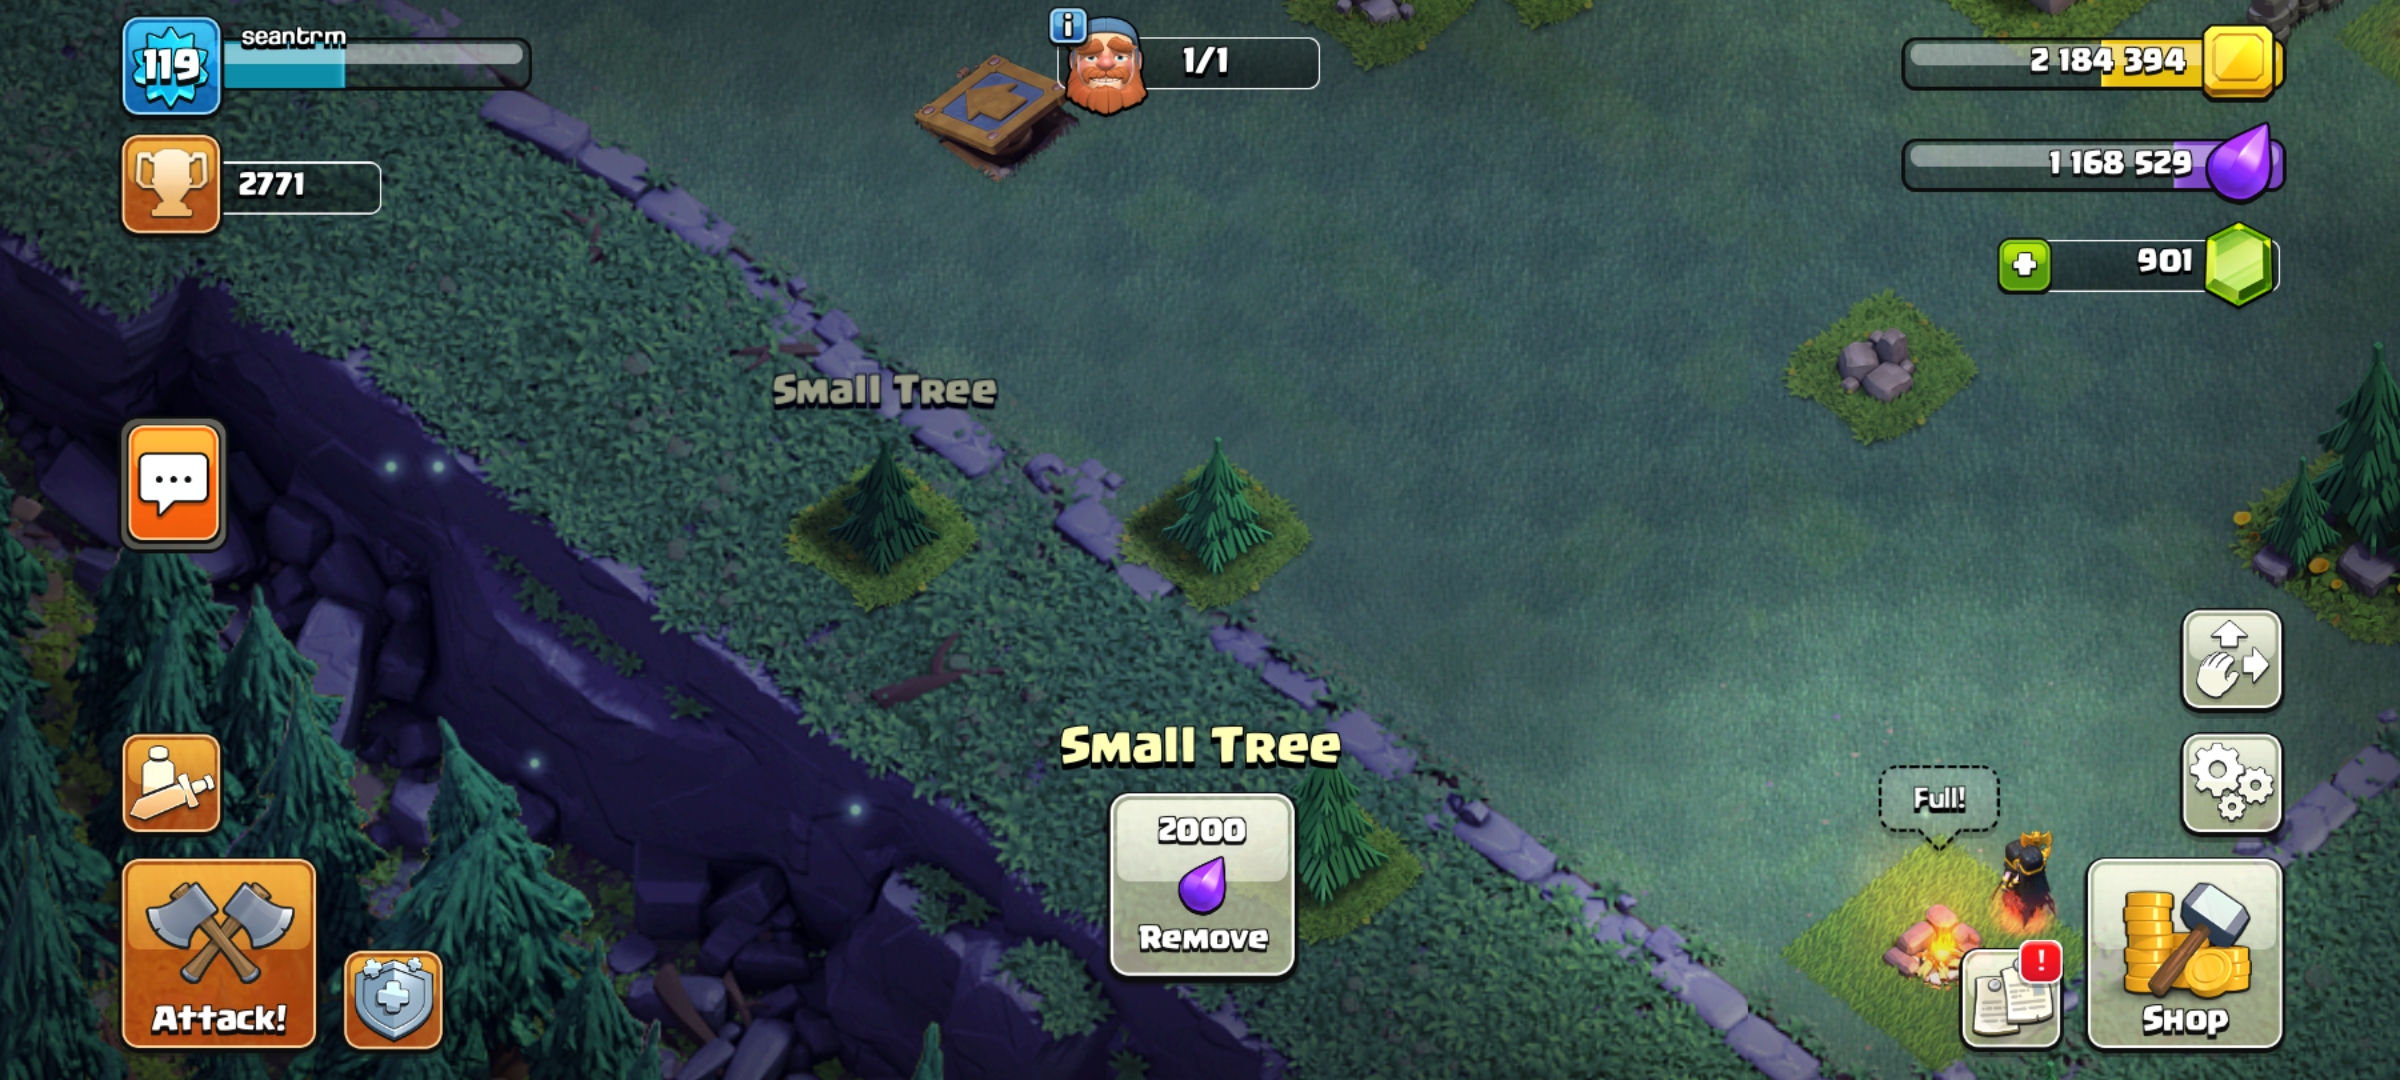 seantrm
119
1/1
2 184 394
2771
1 168 529
901
Small Tree
Small Tree
Full!
2000
Remove
Attack!
Shop